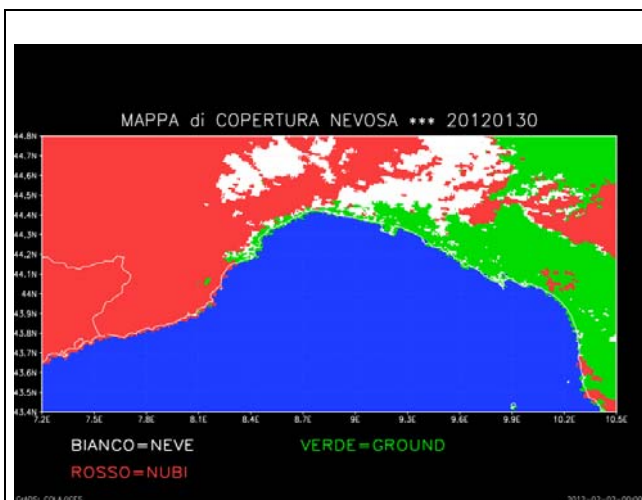 MAPPA di COPERTURA NEVOSA *** 20120130
44.8N
44.7N
44.6N
44.5N
44.4N
44.3N
44.2N
44.1N
44N
43.9N
43.8N
43.7N
43.6N
43.5N
43.4N
7.2E 7.5E 7.8E 8.1E 8.4E 8.7E 9E 9.3E 9.6E 9.9E 10.2E 10.5E
BIANCO=NEVE VERDE=GROUND
ROSSO=NUBI
GrADS: COLA/IGES